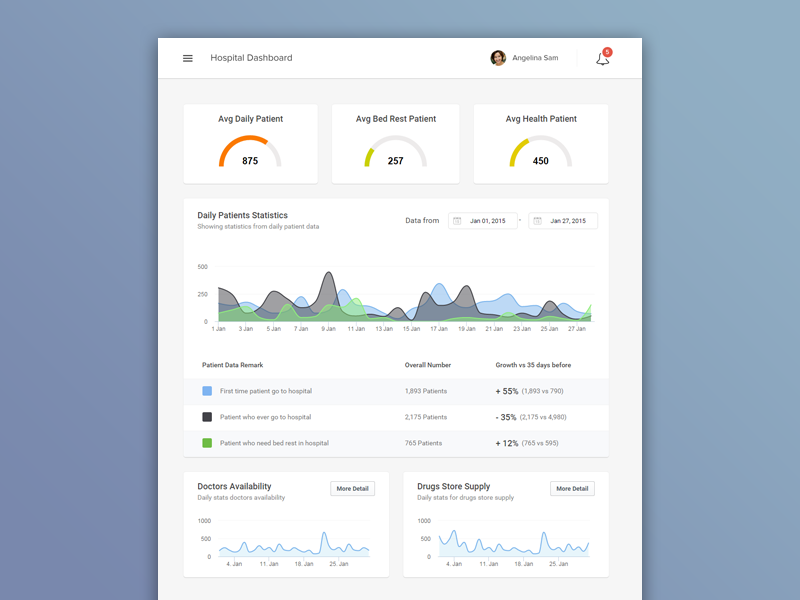 Hospital Dashboard
Angelina Sam
5
Avg Daily Patient
875
Avg Bed Rest Patient
257
Avg Health Patient
450
Daily Patients Statistics
Showing statistics from daily patient data
Data from
Jan 01, 2015
-
Jan 27, 2015
500
250
0
1 Jan 3 Jan 5 Jan 7 Jan 9 Jan 11 Jan 13 Jan 15 Jan 17 Jan 19 Jan 21 Jan 23 Jan 25 Jan 27 Jan
Patient Data Remark Overall Number Growth vs 35 days before
First time patient go to hospital 1,893 Patients + 55% (1,893 vs 790)
Patient who ever go to hospital 2,175 Patients - 35% (2,175 vs 4,980)
Patient who need bed rest in hospital 765 Patients + 12% (765 vs 595)
Doctors Availability
Daily stats doctors availability
More Detail
1000
500
0
4. Jan 11. Jan 18. Jan 25. Jan
Drugs Store Supply
Daily stats for drugs store supply
More Detail
1000
500
0
4. Jan 11. Jan 18. Jan 25. Jan